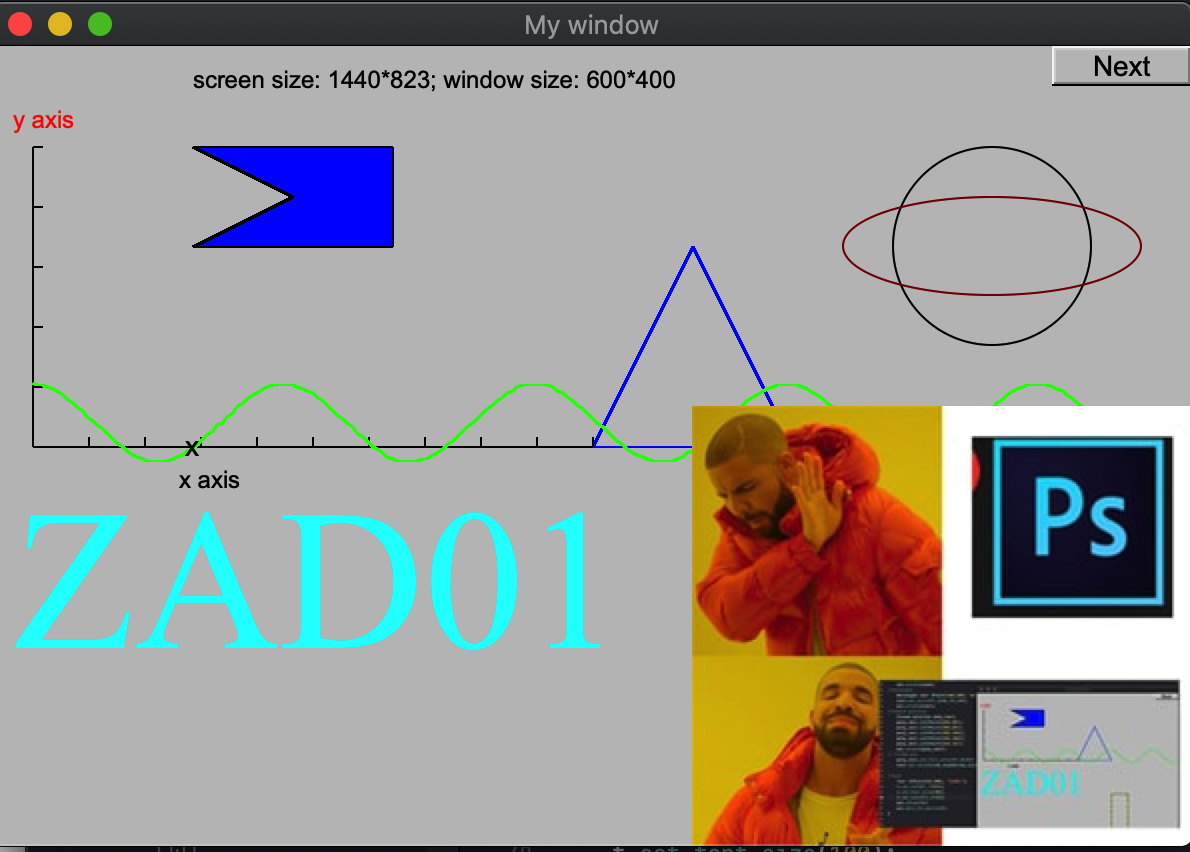 My window
screen size: 1440*823; window size: 600*400
Next
y axis
x
x axis
ZAD01
Ps
ZAD01